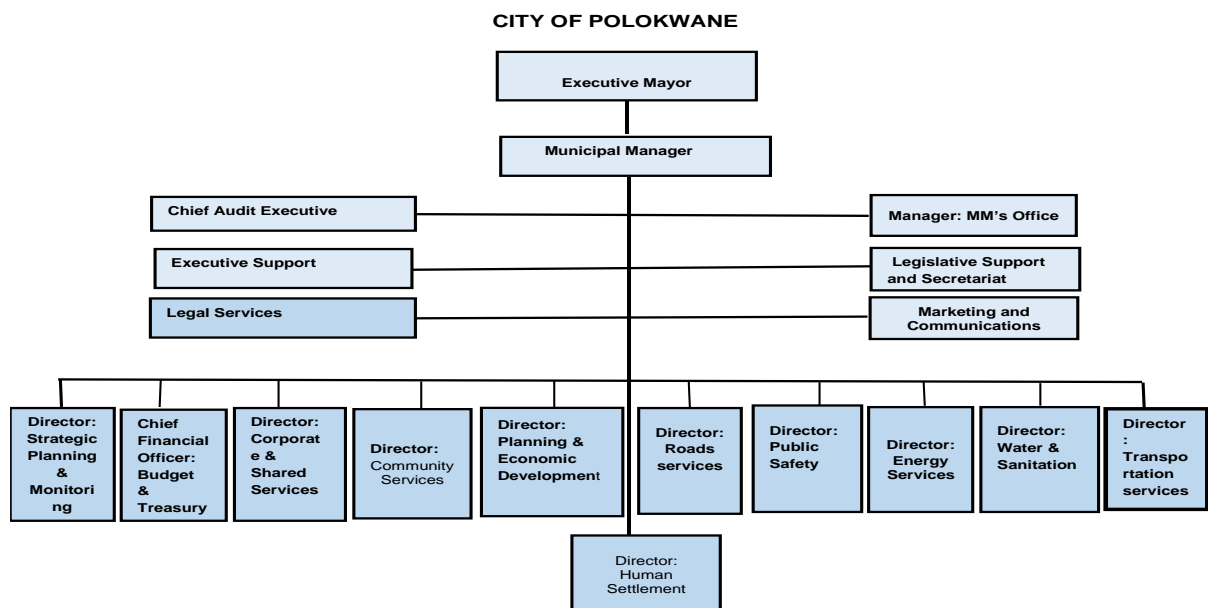 CITY OF POLOKWANE
Executive Mayor
Municipal Manager
Chief Audit Executive
Manager: MM's Office
Executive Support
Legislative Support
and Secretariat
Legal Services
Marketing and
Communications
Director:
Strategic
Planning
&
Monitori
ng
Chief
Financial
Officer:
Budget
&
Treasury
Director:
Corporat
e &
Shared
Services
Director:
Community
Services
Director:
Planning &
Economic
Development
Director:
Roads
services
Director:
Public
Safety
Director:
Energy
Services
Director:
Water &
Sanitation
Director
:
Transpo
rtation
services
Director:
Human
Settlement